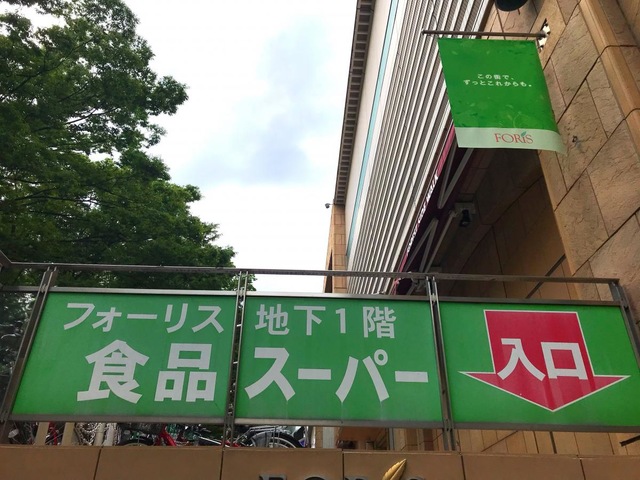 この街で、
ずっとこれからも。
FORIS
フォーリス 地下1階
食品スーパー
入口